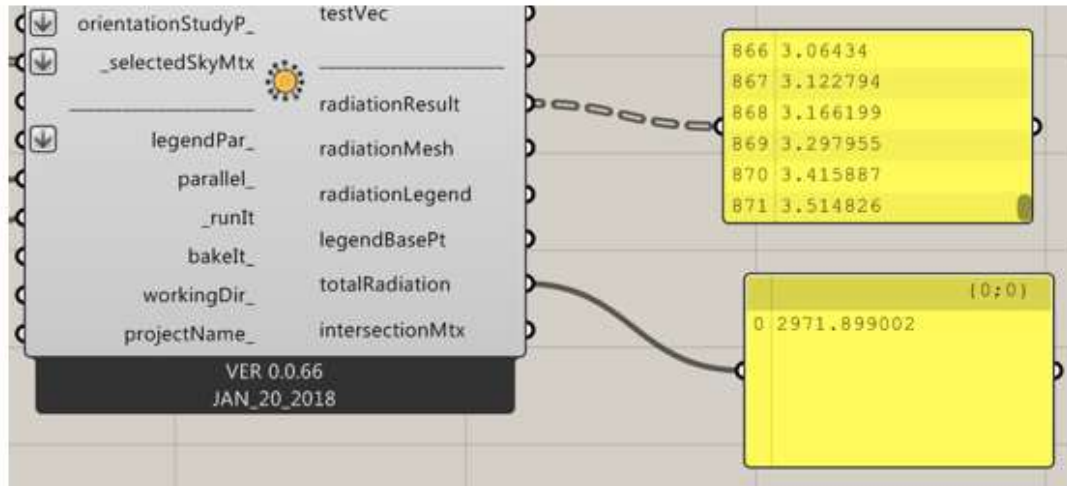 orientationStudyP_
_selectedSkyMtx
legendPar_
parallel_
_runIt
bakeIt_
workingDir_
projectName_
testVec
radiationResult
radiationMesh
radiationLegend
legendBasePt
totalRadiation
intersectionMtx
VER 0.0.66
JAN_20_2018
866 3.06434
867 3.122794
868 3.166199
869 3.297955
870 3.415887
871 3.514826
{0;0}
0 2971.899002